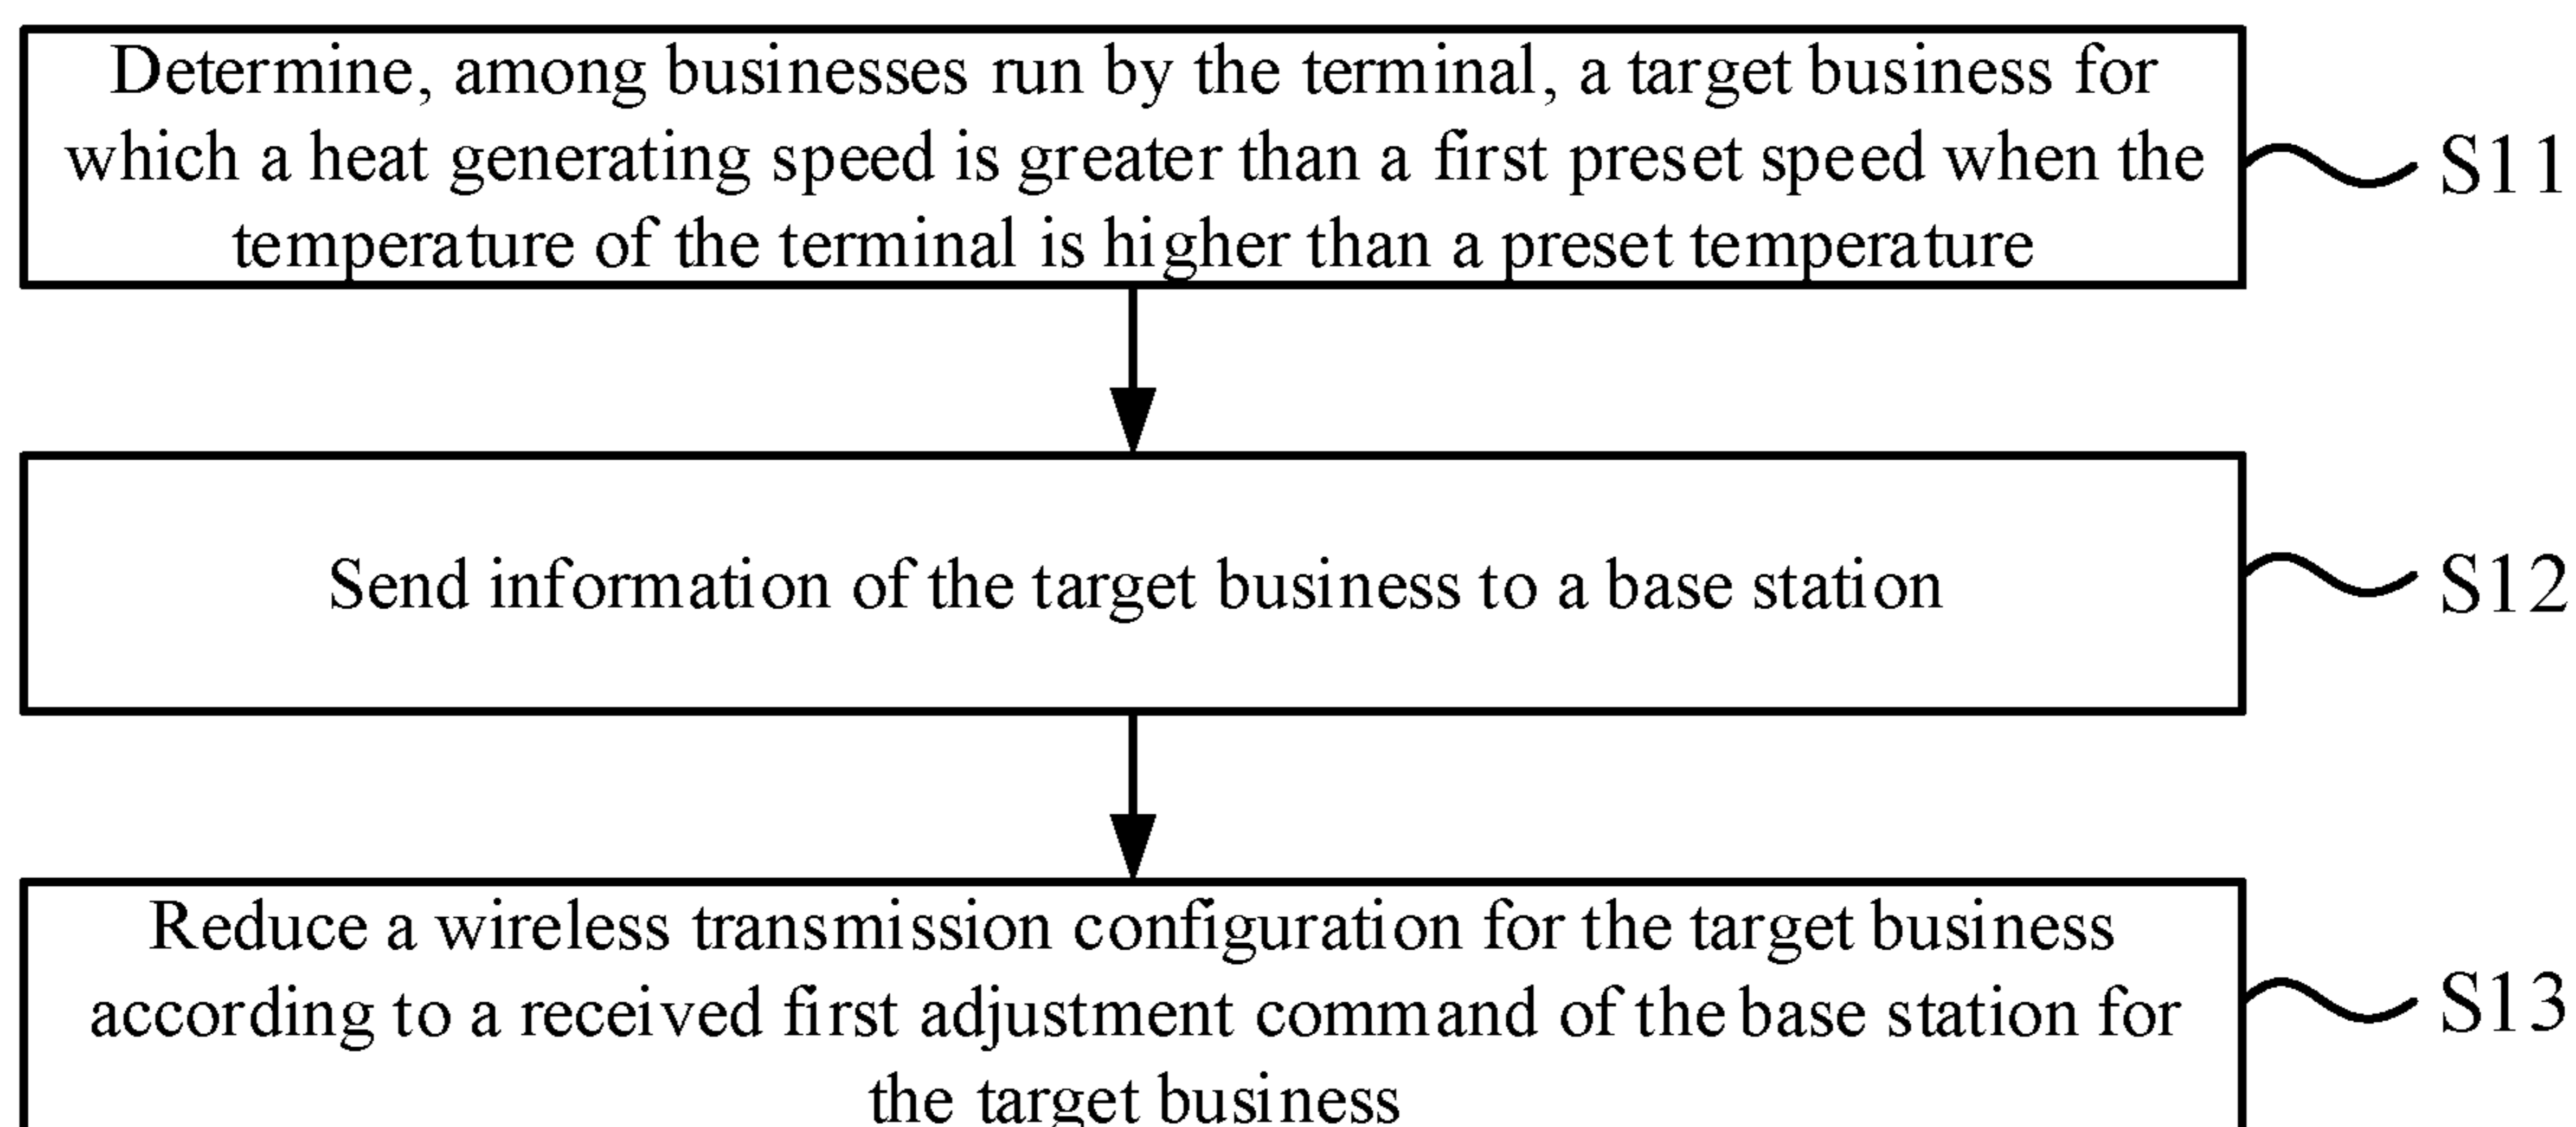 Determine, among businesses run by the terminal, a target business for
which a heat generating speed is greater than a first preset speed when the
temperature of the terminal is higher than a preset temperature
S11
Send information of the target business to a base station
S12
Reduce a wireless transmission configuration for the target business
according to a received first adjustment command of the base station for
the target business
S13